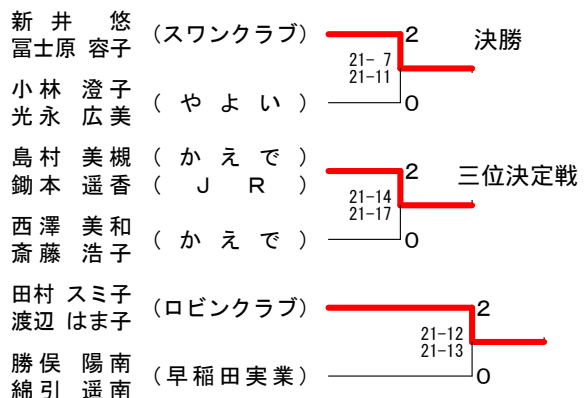 新井　悠
冨士原 容子
(スワンクラブ)
2
決勝
21- 7
21-11
小林 澄子
光永 広美
(やよい)
0
島村 美槻 (かえで)
鋤本 遥香 (ＪＲ)
2
三位決定戦
21-14
21-17
西澤 美和
斎藤 浩子
(かえで)
0
田村 スミ子
渡辺 はま子
(ロビンクラブ)
2
21-12
21-13
勝俣 陽南
綿引 遥南
(早稲田実業)
0